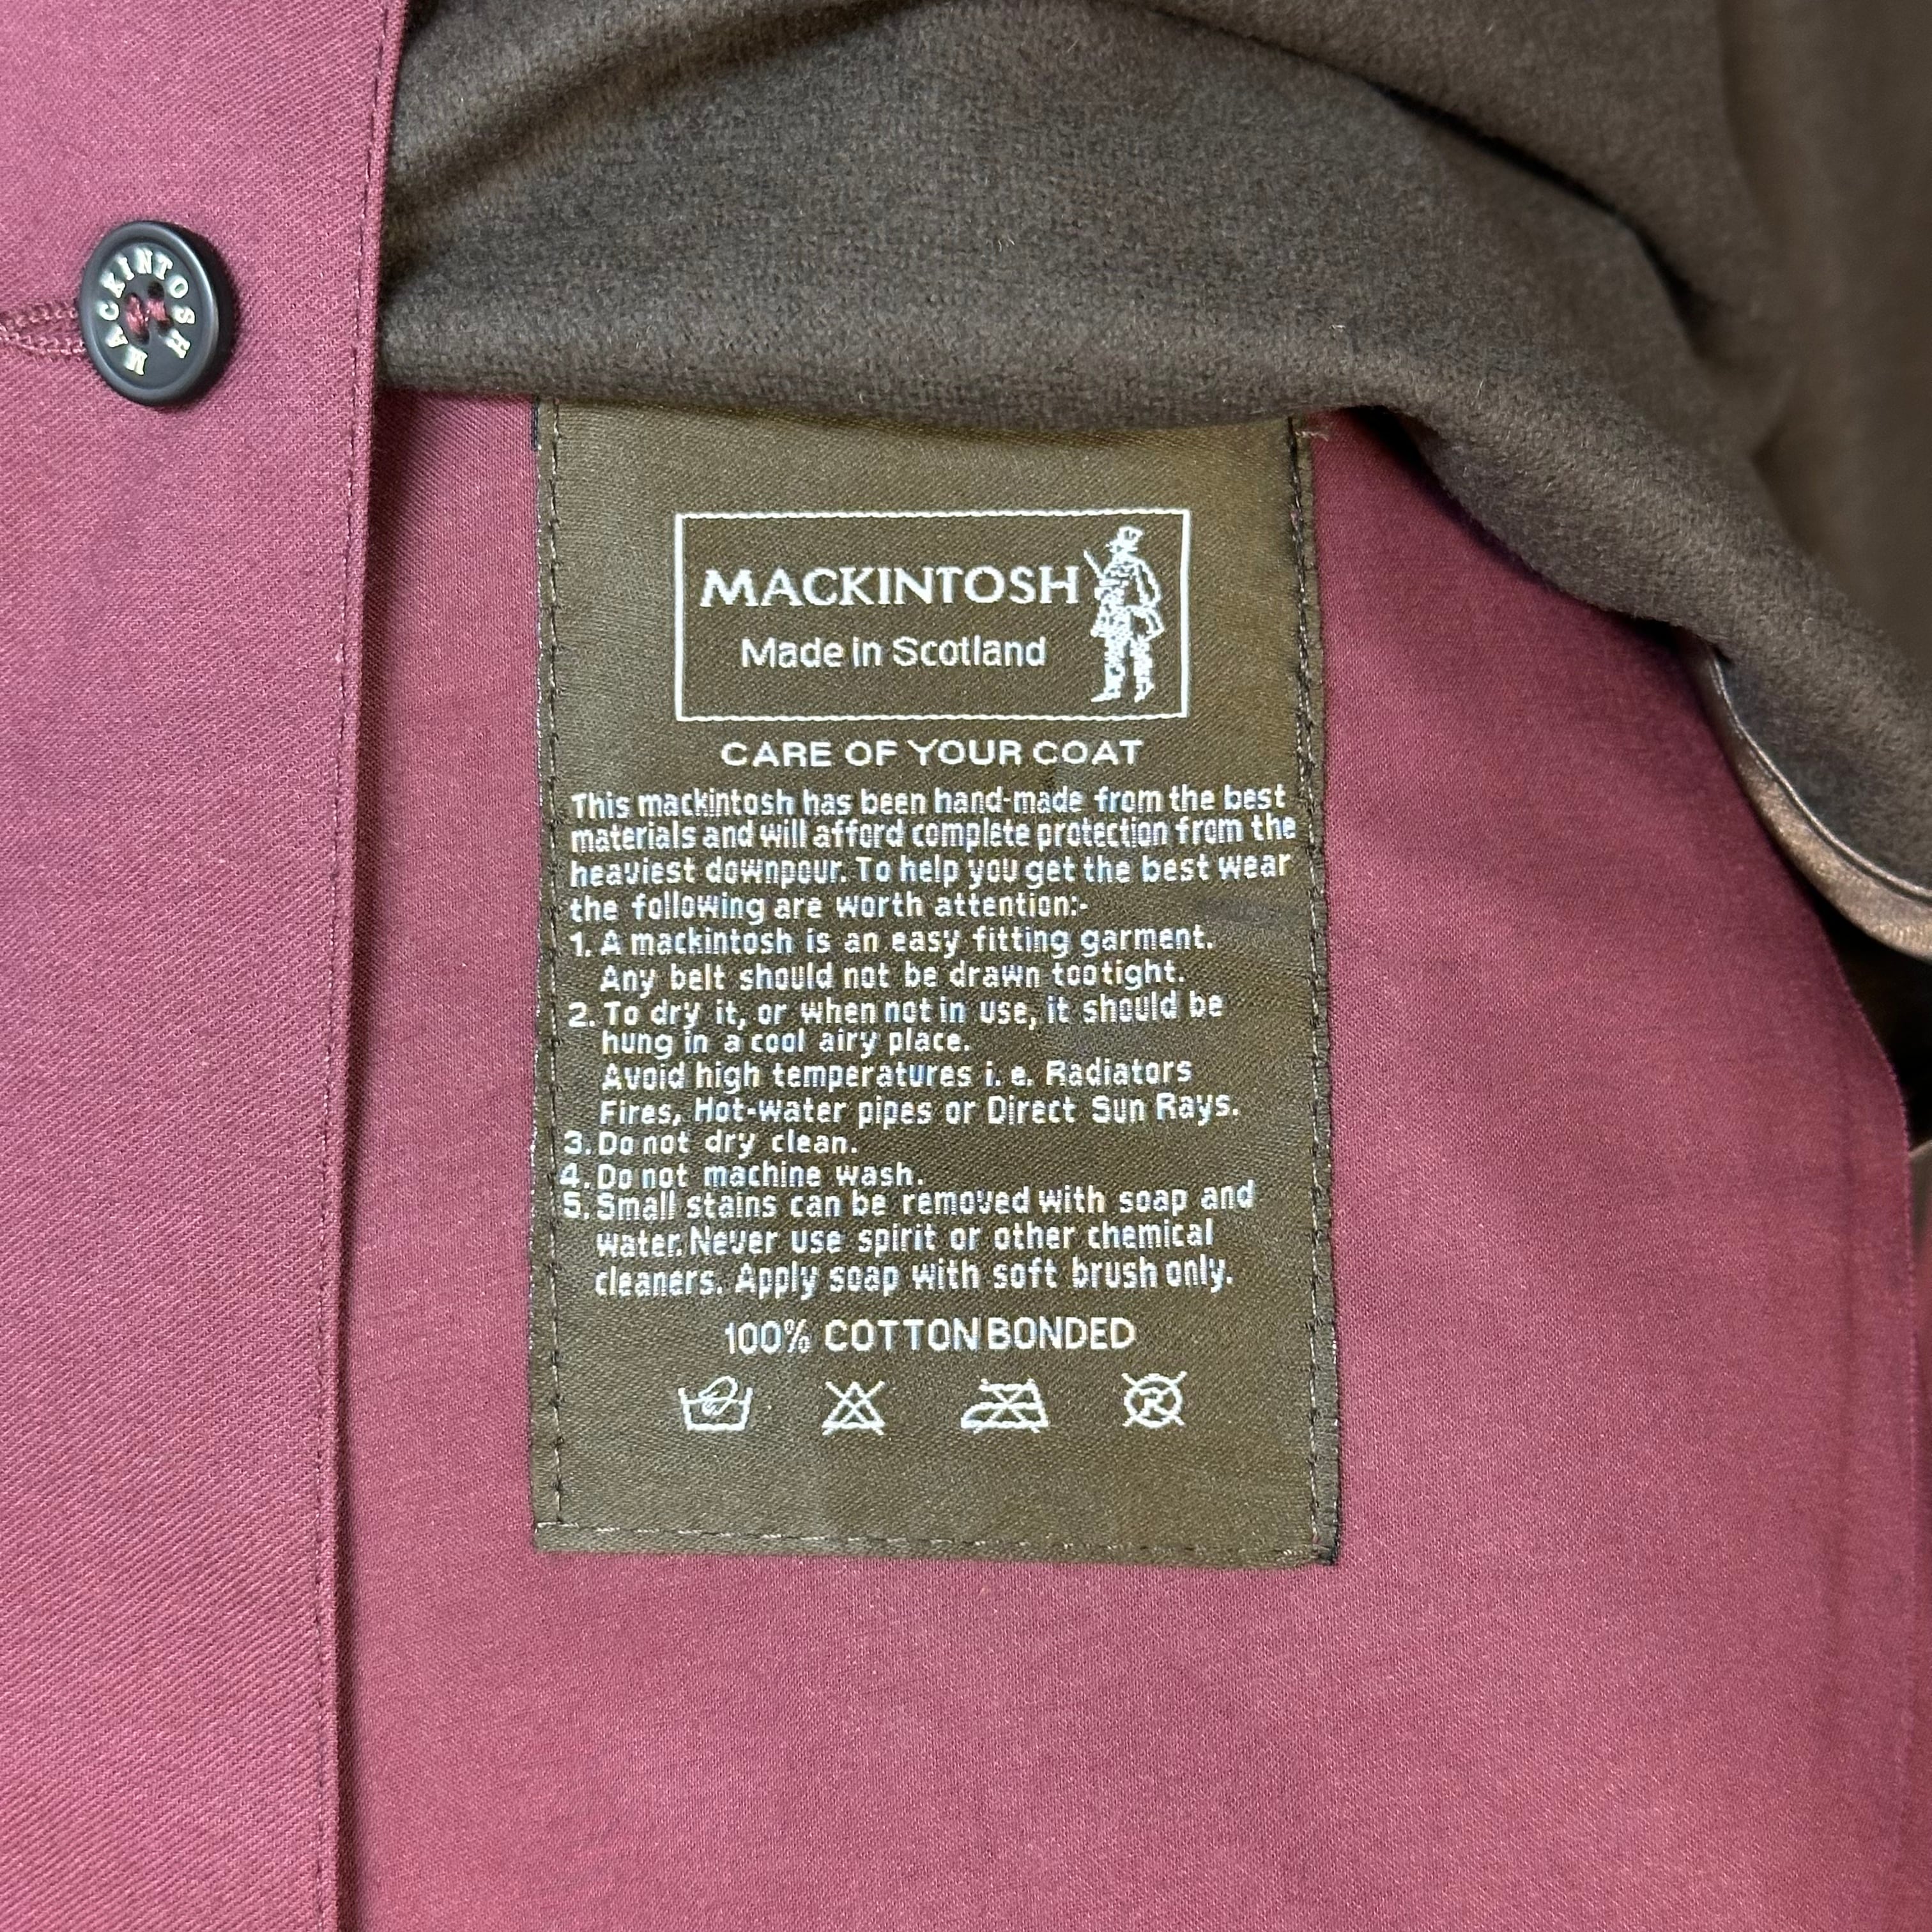 MACKINTOSH
MACKINTOSH
Made in Scotland
CARE OF YOUR COAT
This mackintosh has been hand-made from the best
materials and will afford complete protection from the
heaviest downpour. To help you get the best wear
the following are worth attention:-
1. A mackintosh is an easy fitting garment.
Any belt should not be drawn too tight.
2. To dry it, or when not in use, it should be
hung in a cool airy place.
Avoid high temperatures i. e. Radiators
Fires, Hot-water pipes or Direct Sun Rays.
3. Do not dry clean.
4. Do not machine wash.
5. Small stains can be removed with soap and
water. Never use spirit or other chemical
cleaners. Apply soap with soft brush only.
100% COTTON BONDED
R